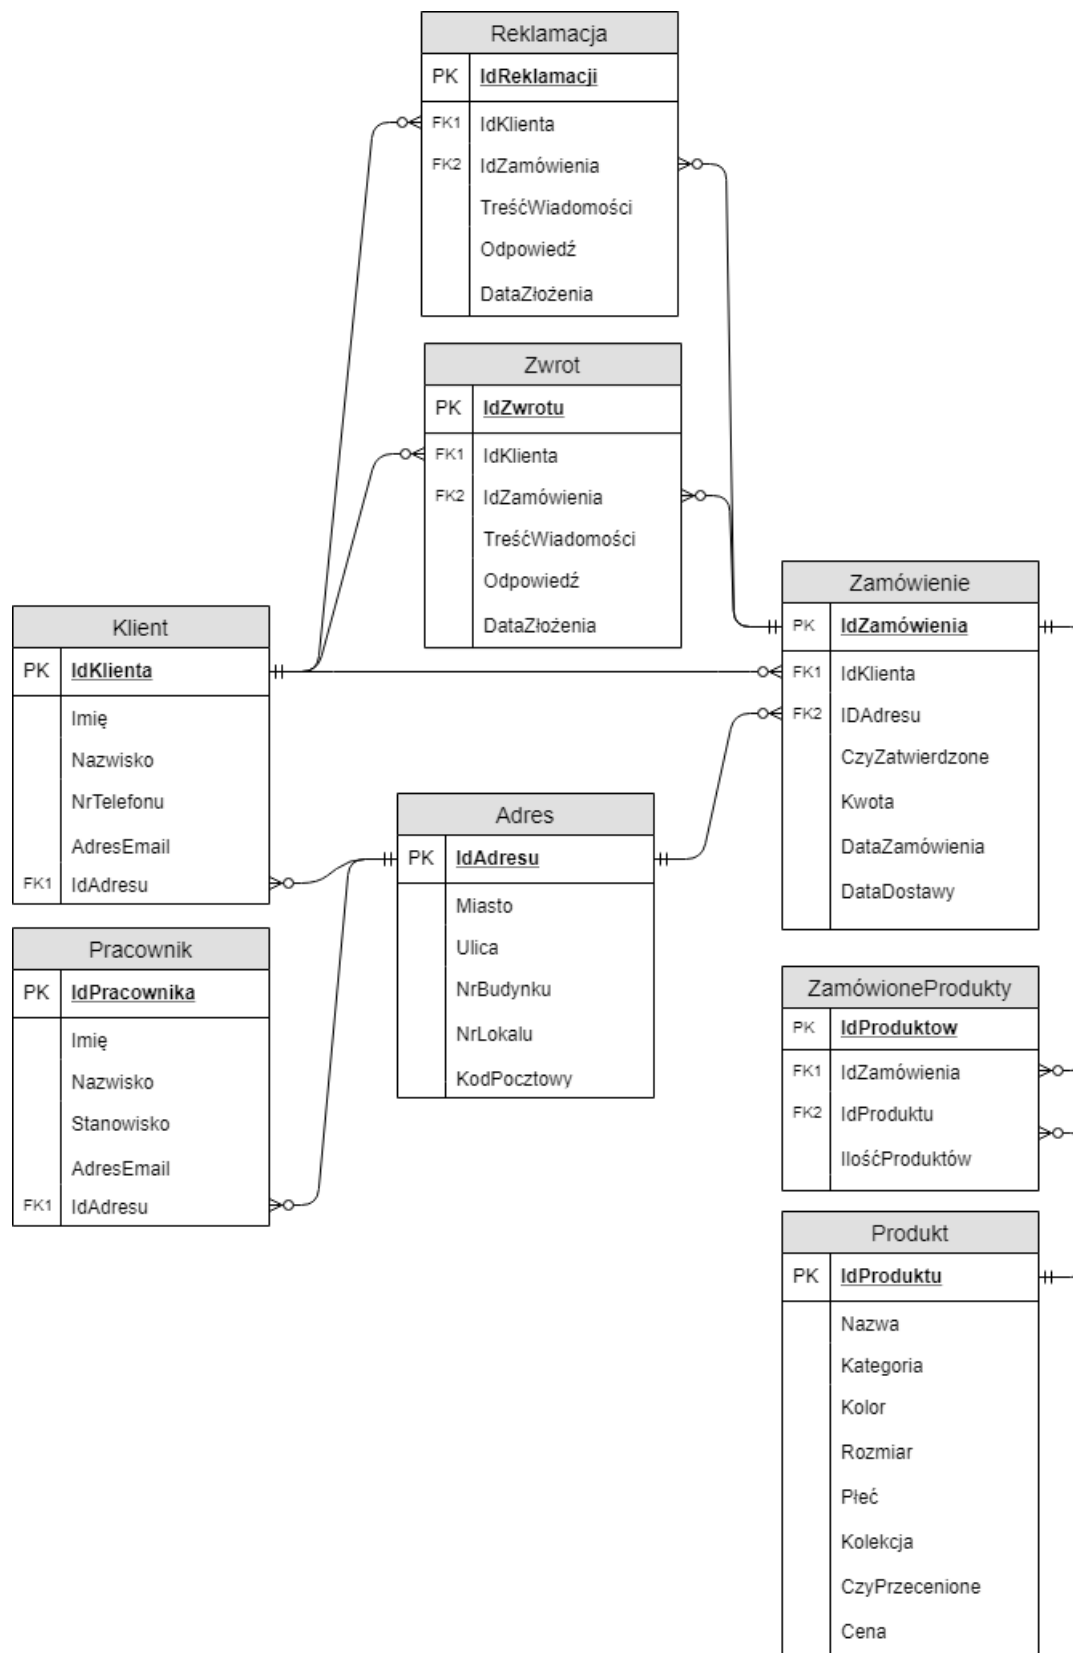 Reklamacja
PK IdReklamacji
FK1 IdKlienta
FK2 IdZamówienia
TreśćWiadomości
Odpowiedź
DataZłożenia
Zwrot
PK IdZwrotu
FK1 IdKlienta
FK2 IdZamówienia
TreśćWiadomości
Odpowiedź
DataZłożenia
Klient
PK IdKlienta
Imię
Nazwisko
NrTelefonu
AdresEmail
FK1 IdAdresu
Pracownik
PK IdPracownika
Imię
Nazwisko
Stanowisko
AdresEmail
FK1 IdAdresu
Adres
PK IdAdresu
Miasto
Ulica
NrBudynku
NrLokalu
KodPocztowy
Zamówienie
PK IdZamówienia
FK1 IdKlienta
FK2 IDAdresu
CzyZatwierdzone
Kwota
DataZamówienia
DataDostawy
ZamówioneProdukty
PK IdProduktow
FK1 IdZamówienia
FK2 IdProduktu
IlośćProduktów
Produkt
PK IdProduktu
Nazwa
Kategoria
Kolor
Rozmiar
Płeć
Kolekcja
CzyPrzecenione
Cena